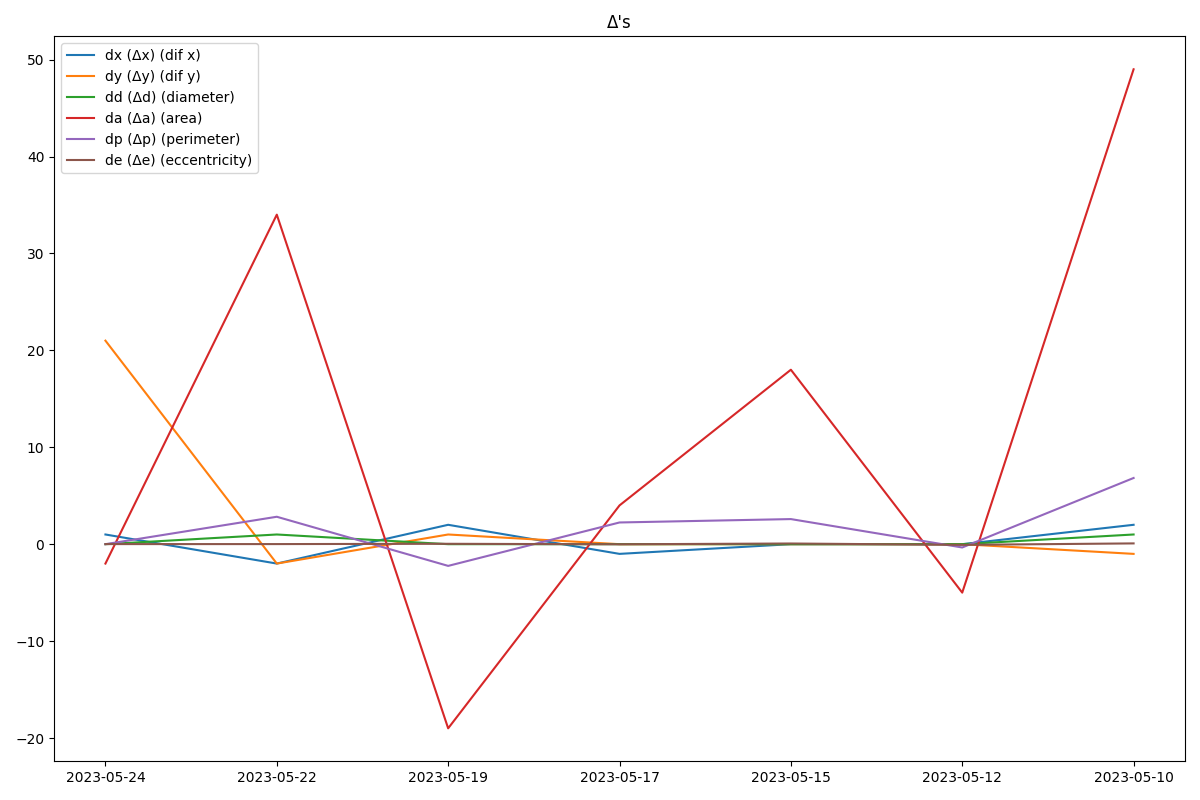 Δ's
dx (Δx) (dif x)
dy (Δy) (dif y)
dd (Δd) (diameter)
da (Δa) (area)
dp (Δp) (perimeter)
de (Δe) (eccentricity)
50
40
30
20
10
0
−10
−20
2023-05-24 2023-05-22 2023-05-19 2023-05-17 2023-05-15 2023-05-12 2023-05-10